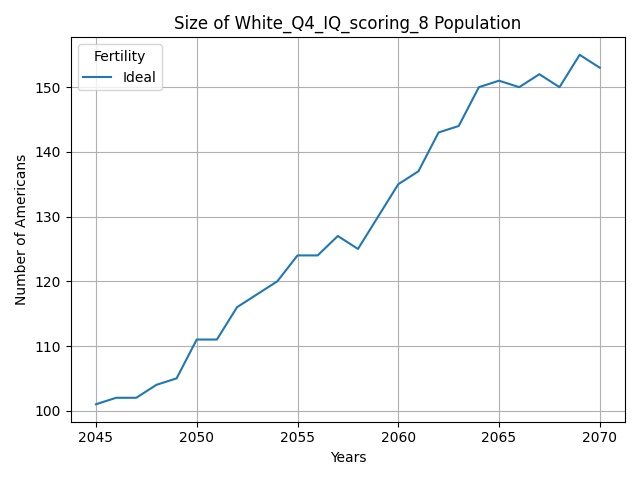 Size of White_Q4_IQ_scoring_8 Population
Fertility
Ideal
Number of Americans
150
140
130
120
110
100
2045
2050
2055
2060
2065
2070
Years